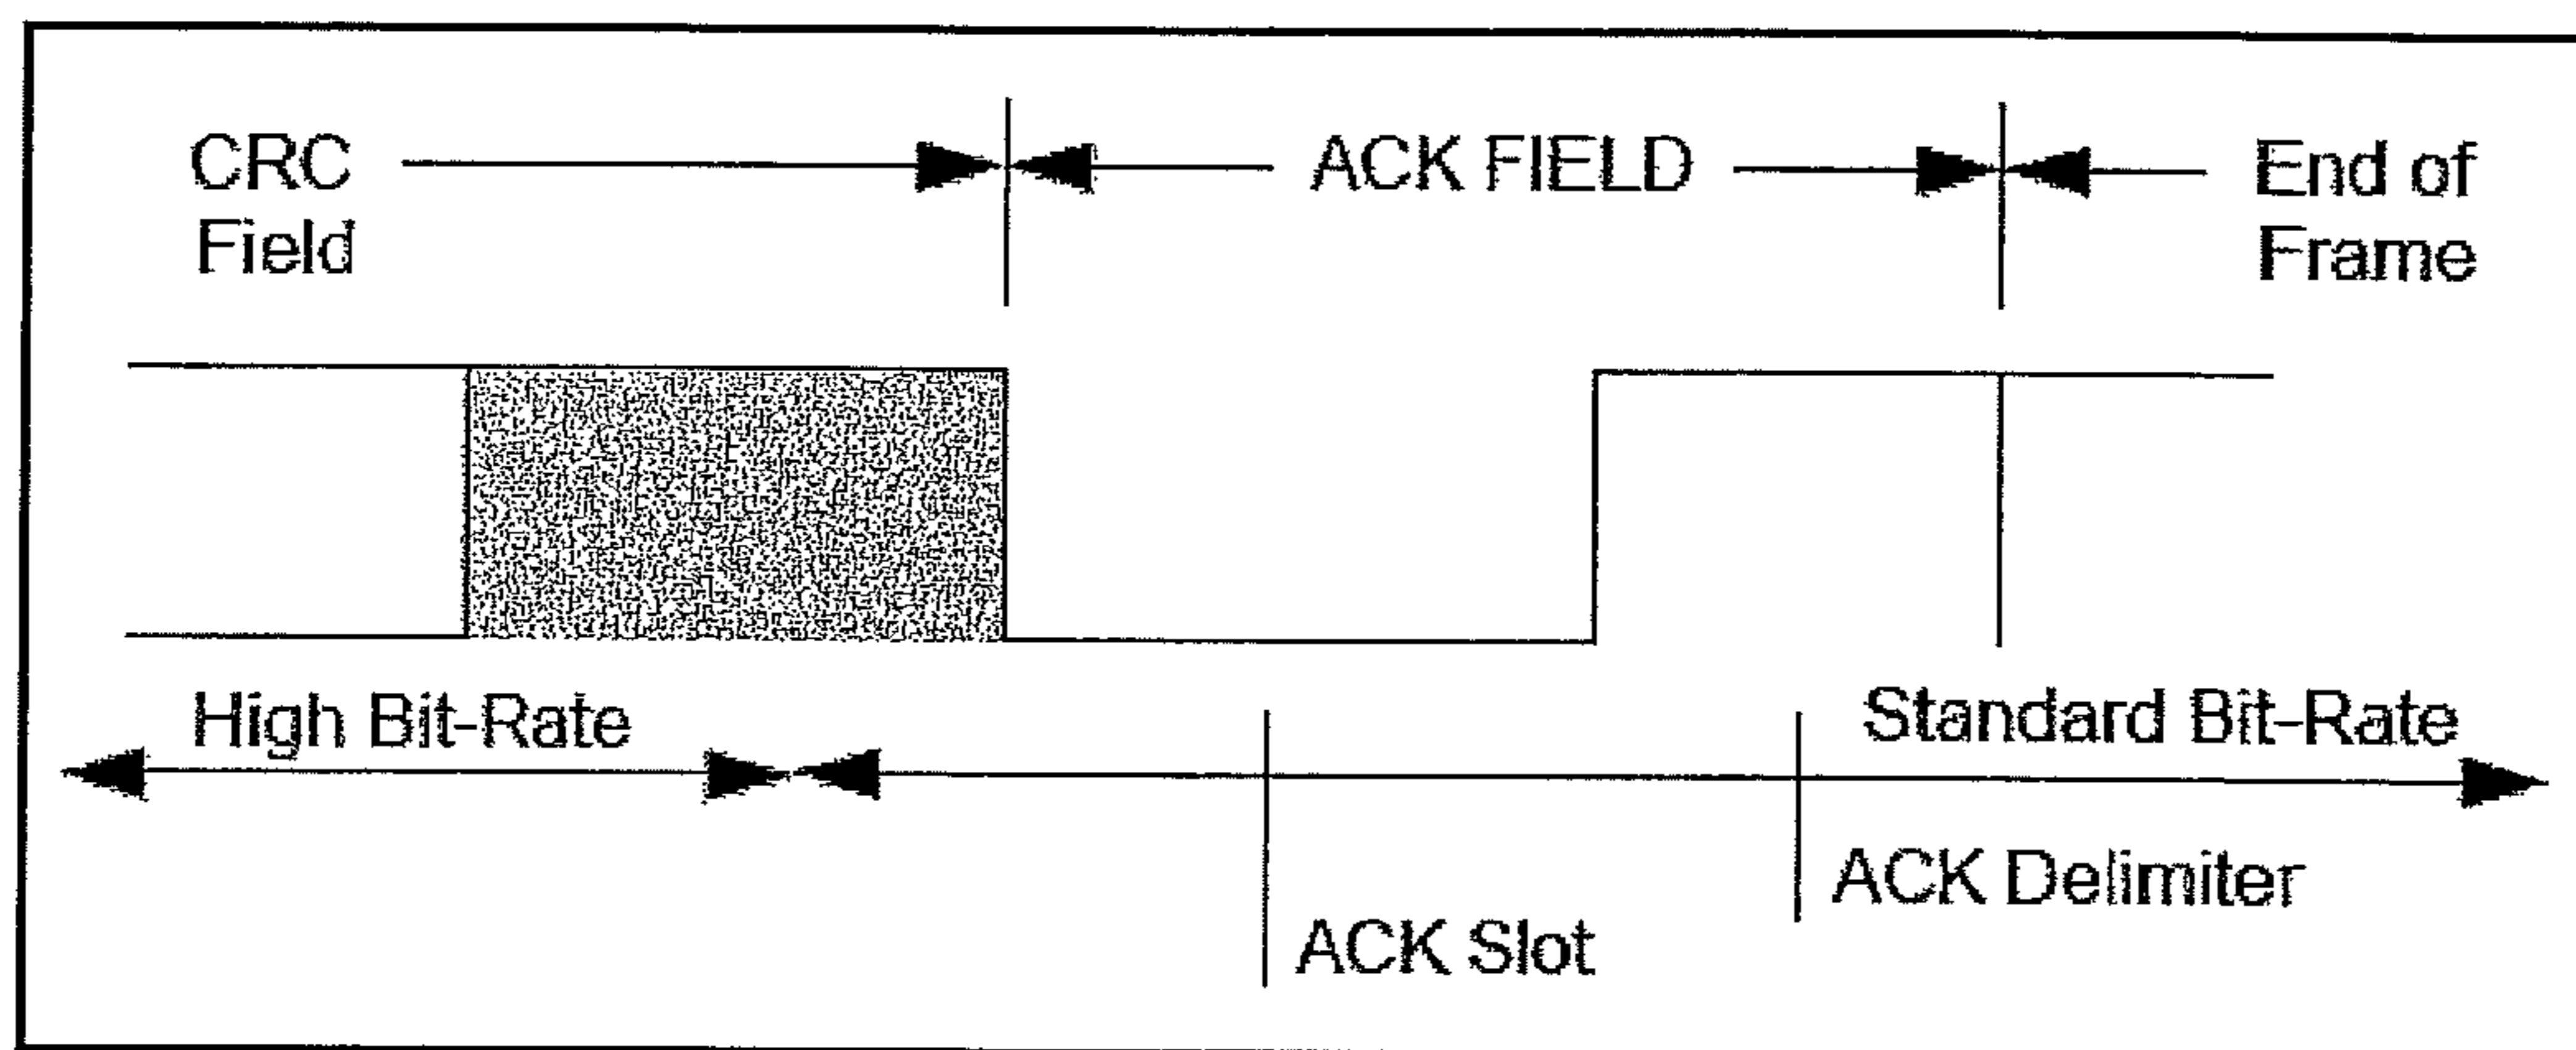 CRC
Field
ACK FIELD
End of
Frame
High Bit-Rate
Standard Bit-Rate
ACK Delimiter
ACK Slot